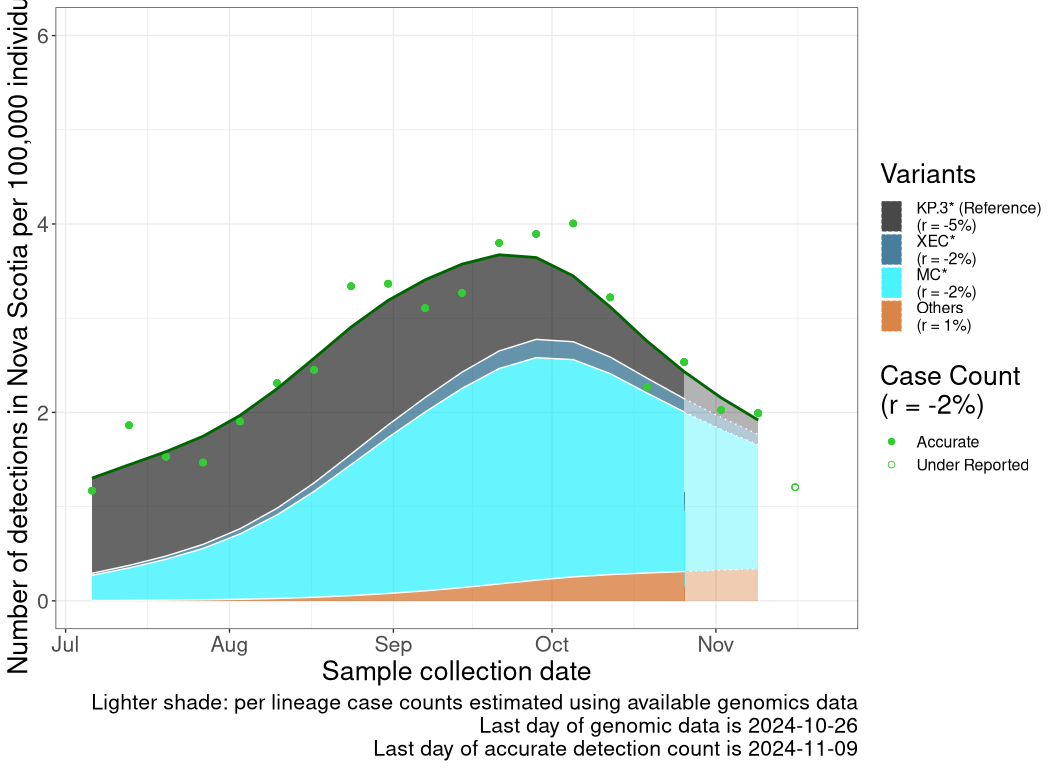 Number of detections in Nova Scotia per 100,000
6
4
2
0
Jul Aug Sep Oct Nov
Sample collection date
Variants
KP.3* (Reference)
(r = -5%)
XEC*
(r = -2%)
MC*
(r = -2%)
Others
(r = 1%)
Case Count
(r = -2%)
Accurate
Under Reported
Lighter shade: per lineage case counts estimated using available genomics data
Last day of genomic data is 2024-10-26
Last day of accurate detection count is 2024-11-09